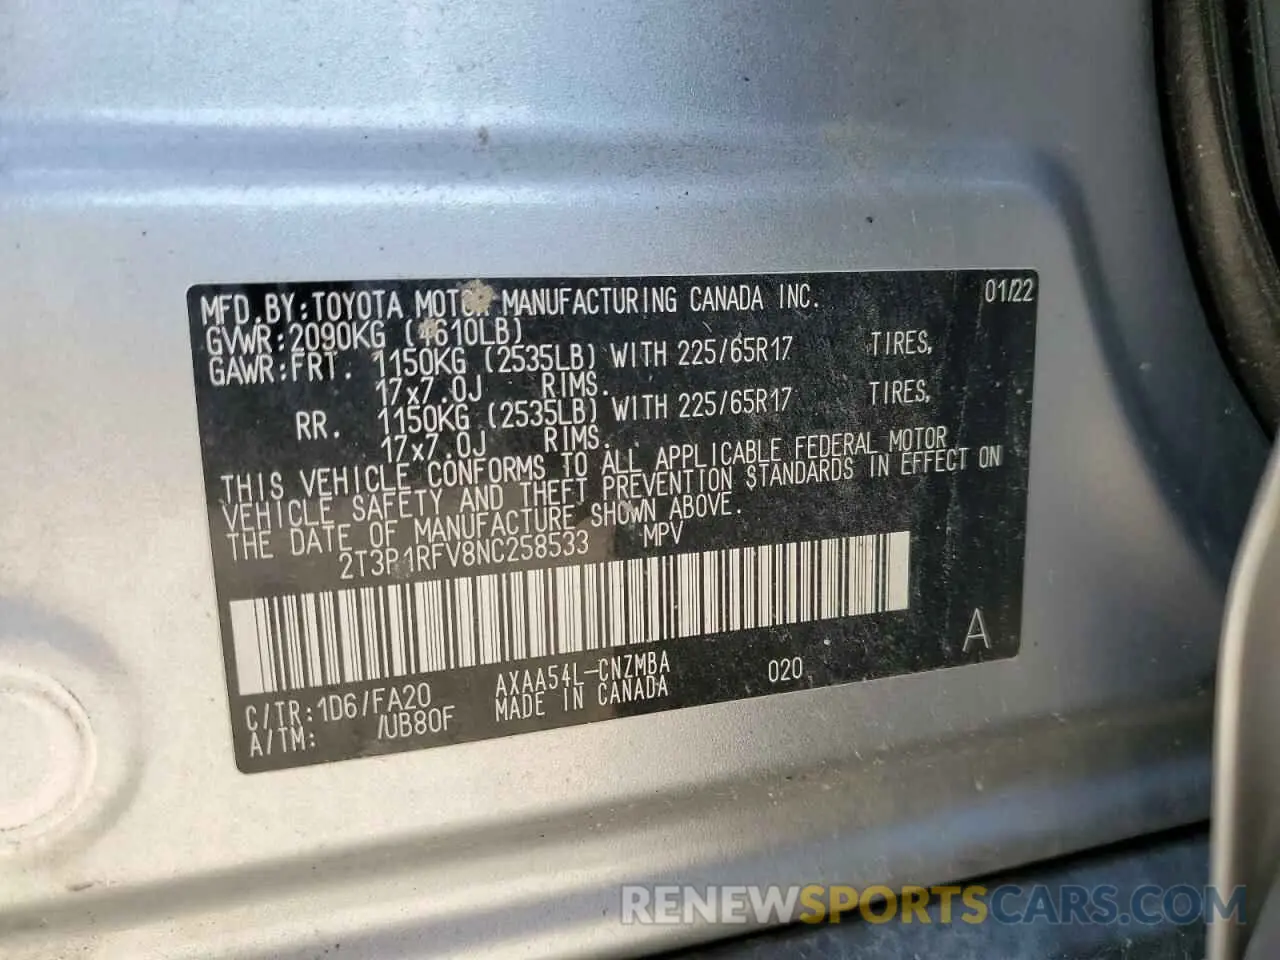 MFD.BY:TOYOTA MOTOR MANUFACTURING CANADA INC. 01/22
GVWR:2090KG (4610LB)
GAWR:FRT. 1150KG (2535LB) WITH 225/65R17 TIRES,
17x7.0J RIMS.
RR. 1150KG (2535LB) WITH 225/65R17 TIRES,
17x7.0J RIMS.
THIS VEHICLE CONFORMS TO ALL APPLICABLE FEDERAL MOTOR
VEHICLE SAFETY AND THEFT PREVENTION STANDARDS IN EFFECT ON
THE DATE OF MANUFACTURE SHOWN ABOVE.
2T3P1RFV8NC258533 MPV
C/TR:1D6/FA20 AXAA54L-CNZMBA 020 A
A/TM: /UB80F MADE IN CANADA
RENEWSPORTSCARS.COM